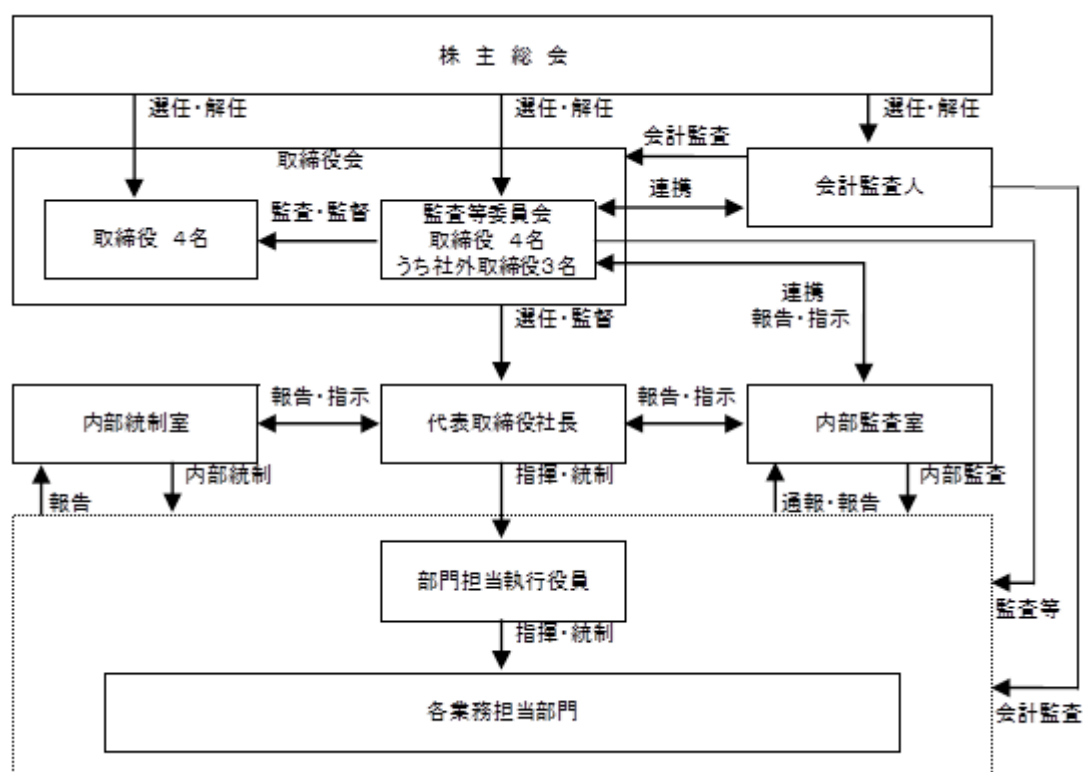 株 主 総 会
選任・解任
選任・解任
選任・解任
取締役会
会計監査
会計監査人
連携
監査・監督
取締役 4名
監査等委員会
取締役 4名
うち社外取締役3名
連携
報告・指示
選任・監督
内部統制室
報告・指示
代表取締役社長
報告・指示
内部監査室
報告
内部統制
指揮・統制
通報・報告
内部監査
部門担当執行役員
監査等
指揮・統制
各業務担当部門
会計監査